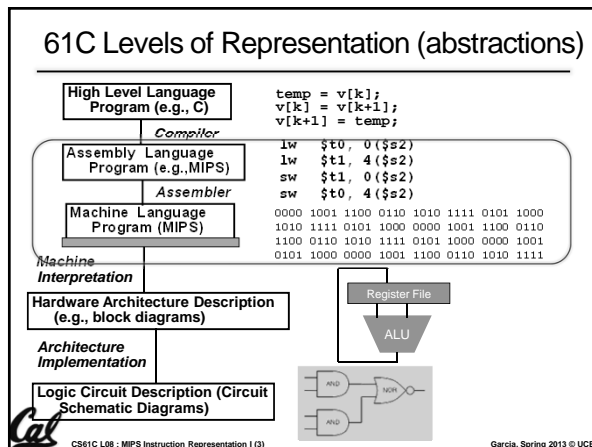 61C Levels of Representation (abstractions)
High Level Language
Program (e.g., C)
temp = v[k];
v[k] = v[k+1];
v[k+1] = temp;
Compiler
Assembly Language
Program (e.g.,MIPS)
lw $t0, 0($s2)
lw $t1, 4($s2)
sw $t1, 0($s2)
sw $t0, 4($s2)
Assembler
Machine Language
Program (MIPS)
0000 1001 1100 0110 1010 1111 0101 1000
1010 1111 0101 1000 0000 1001 1100 0110
1100 0110 1010 1111 0101 1000 0000 1001
0101 1000 0000 1001 1100 0110 1010 1111
Machine
Interpretation
Hardware Architecture Description
(e.g., block diagrams)
Register File
ALU
Architecture
Implementation
Logic Circuit Description (Circuit
Schematic Diagrams)
AND
NOR
AND
Cal
CS61C L08 : MIPS Instruction Representation I (3)
Garcia, Spring 2013 © UCB